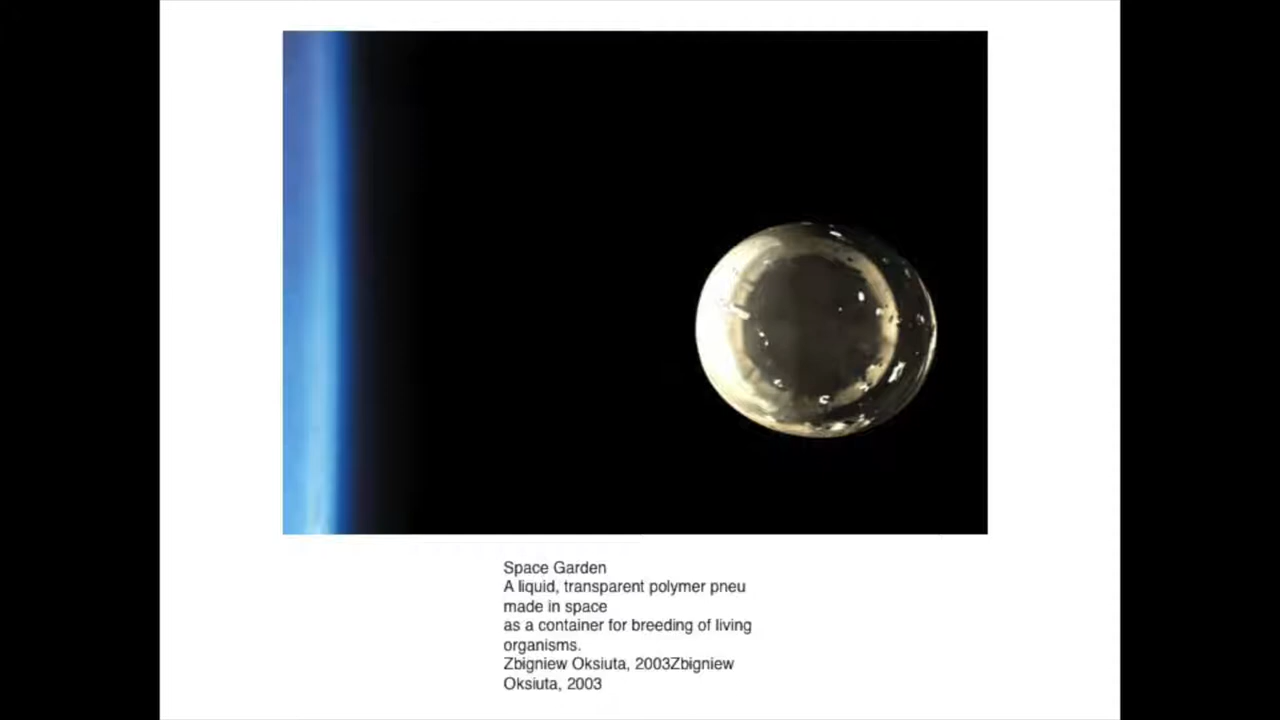 Space Garden
A liquid, transparent polymer pneu
made in space
as a container for breeding of living
organisms.
Zbigniew Oksiuta, 2003Zbigniew
Oksiuta, 2003